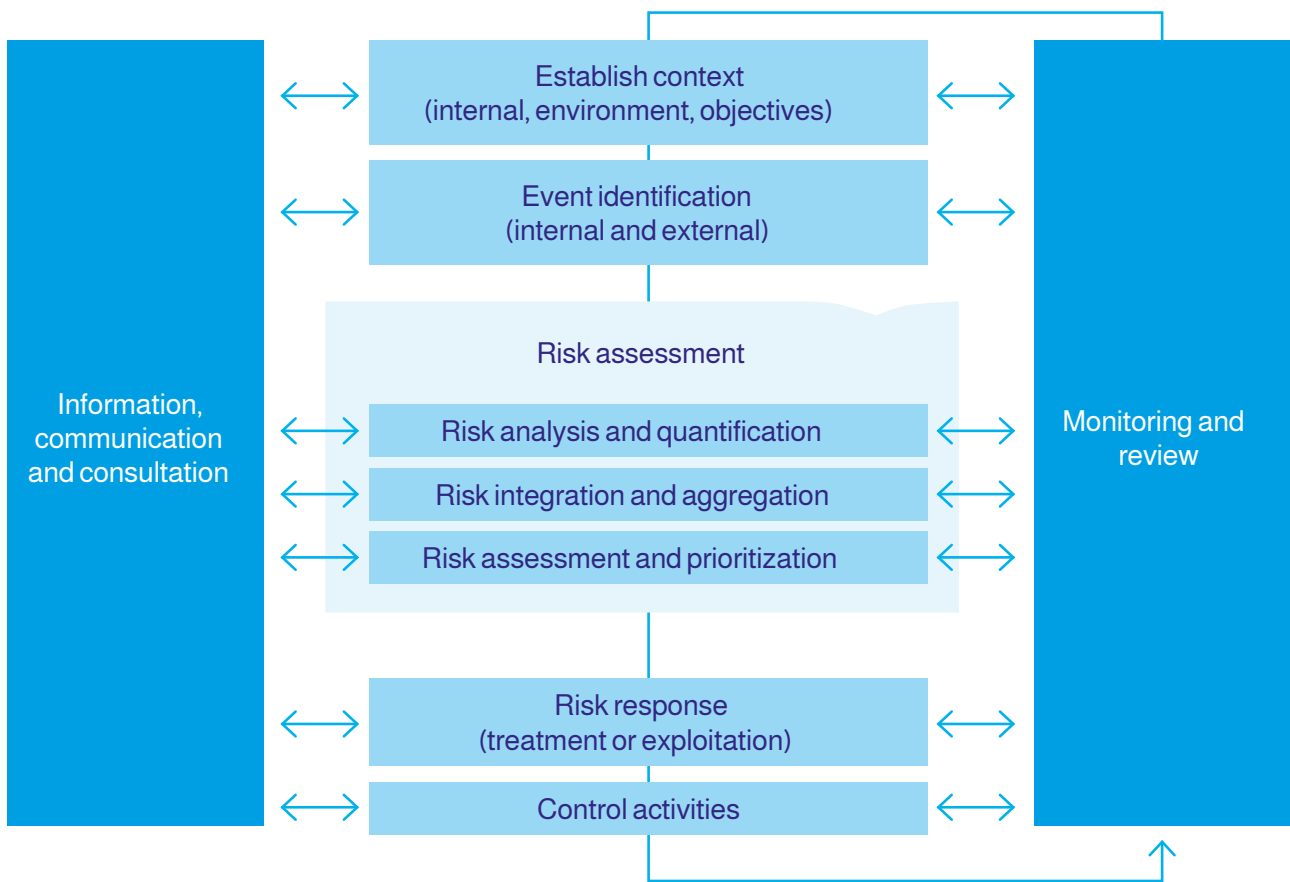 Establish context
(internal, environment, objectives)
Event identification
(internal and external)
Risk assessment
Information,
communication
and consultation
Risk analysis and quantification
Risk integration and aggregation
Risk assessment and prioritization
Monitoring and
review
Risk response
(treatment or exploitation)
Control activities